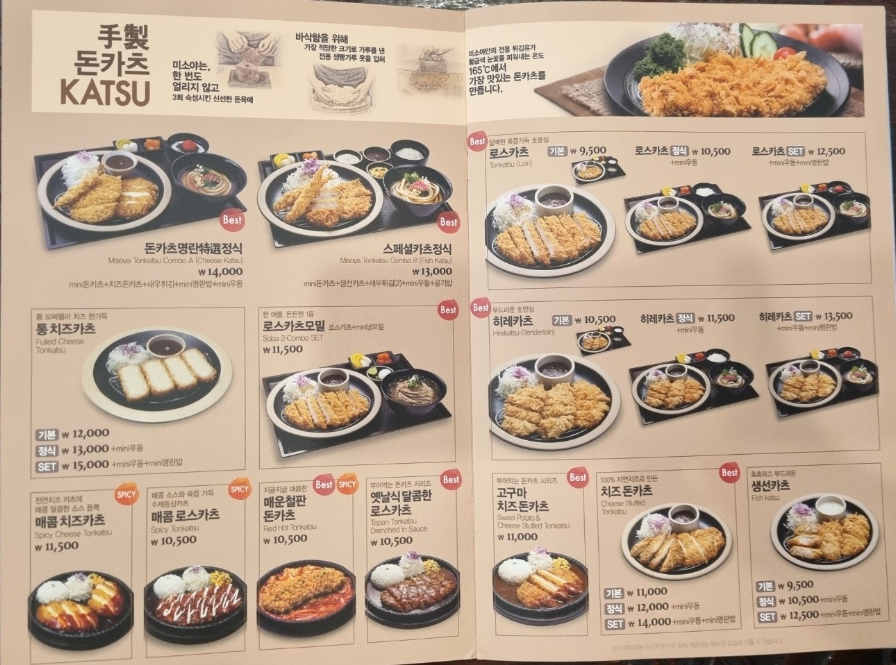 手製
돈카츠
KATSU
미소야는,
한 번도
얼리지 않고
3회 숙성시킨 신선한 돈육에
바삭함을 위해
가장 적당한 크기로 가루를 낸
전용 생빵가루 옷을 입혀
미소야만의 전용 튀김유가
황금색 눈꽃을 피워내는 온도
165℃에서
가장 맛있는 돈카츠를
만듭니다.
Best
돈카츠명란特選정식
Misoya Tonkatsu Combo A (Cheese Katsu)
₩ 14,000
mini돈카츠+치즈돈카츠+새우튀김+mini명란밥+mini우동
Best
스페셜카츠정식
Misoya Tonkatsu Combo B (Fish Katsu)
₩ 13,000
mini돈카츠+생선카츠+새우튀김(2)+mini우동+공기밥
통 모짜렐라 치즈 한가득
통 치즈카츠
Fulled Cheese
Tonkatsu
기본 ₩ 12,000
정식 ₩ 13,000 +mini우동
SET ₩ 15,000 +mini우동+mini명란밥
Best
한 여름, 든든한 1등
로스카츠모밀 로스카츠+mini냉모밀
Soba 2-Combo SET
₩ 11,500
SPICY
천연치즈 카츠에
매콤 달콤한 소스 듬뿍
매콤 치즈카츠
Spicy Cheese Tonkatsu
₩ 11,500
SPICY
매콤 소스와 육즙 가득
수제등심카츠
매콤 로스카츠
Spicy Tonkatsu
₩ 10,500
Best
SPICY
지글지글 매콤한
매운철판
돈카츠
Red Hot Tonkatsu
₩ 10,500
Best
부어먹는 돈카츠 시리즈
옛날식 달콤한
로스카츠
Tepan Tonkatsu
Drenched in Sauce
₩ 10,500
Best
담백한 육즙가득 生등심
로스카츠 기본 ₩ 9,500
Tonkatsu (Loin)
로스카츠 정식 ₩ 10,500
+mini우동
로스카츠 SET ₩ 12,500
+mini우동+mini명란밥
Best
부드러운 生안심
히레카츠 기본 ₩ 10,500
Hirekatsu (Tenderloin)
히레카츠 정식 ₩ 11,500
+mini우동
히레카츠 SET ₩ 13,500
+mini우동+mini명란밥
Best
부어먹는 돈카츠 시리즈
고구마
치즈 돈카츠
Sweet Potato &
Cheese Stuffed Tonkatsu
₩ 11,000
Best
100% 자연치즈로 만든
치즈 돈카츠
Cheese Stuffed
Tonkatsu
기본 ₩ 11,000
정식 ₩ 12,000 +mini우동
SET ₩ 14,000 +mini우동+mini명란밥
촉촉하고 부드러운
생선카츠
Fish katsu
기본 ₩ 9,500
정식 ₩ 10,500 +mini우동
SET ₩ 12,500 +mini우동+mini명란밥